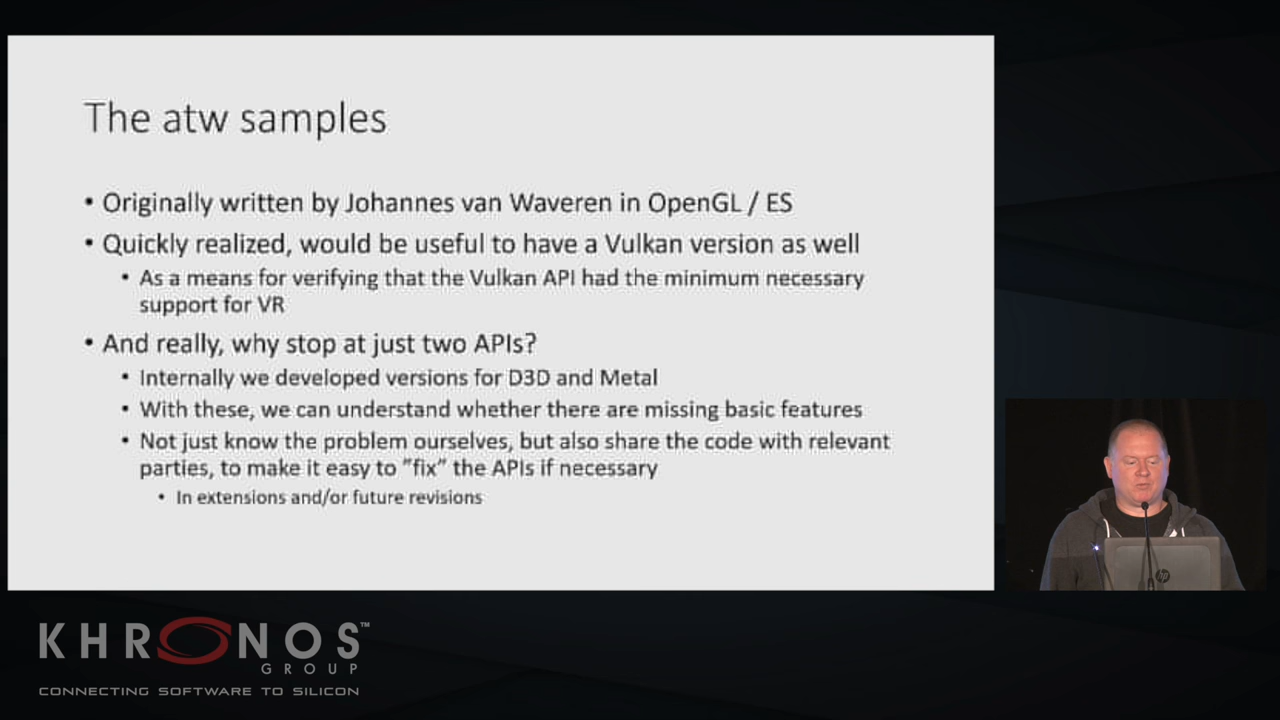 The atw samples
• Originally written by Johannes van Waveren in OpenGL / ES
• Quickly realized, would be useful to have a Vulkan version as well
• As a means for verifying that the Vulkan API had the minimum necessary
support for VR
• And really, why stop at just two APIs?
• Internally we developed versions for D3D and Metal
• With these, we can understand whether there are missing basic features
• Not just know the problem ourselves, but also share the code with relevant
parties, to make it easy to ”fix” the APIs if necessary
• In extensions and/or future revisions
hp
KHRONOS™
GROUP
CONNECTING SOFTWARE TO SILICON